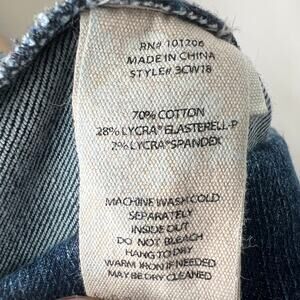 RN# 101206
MADE IN CHINA
STYLE# 3CW18
70% COTTON
28% LYCRA® ELASTERELL-P
2% LYCRA® SPANDEX
MACHINE WASH COLD
SEPARATELY
INSIDE OUT
DO NOT BLEACH
HANG TO DRY
WARM IRON IF NEEDED
MAY BE DRY CLEANED